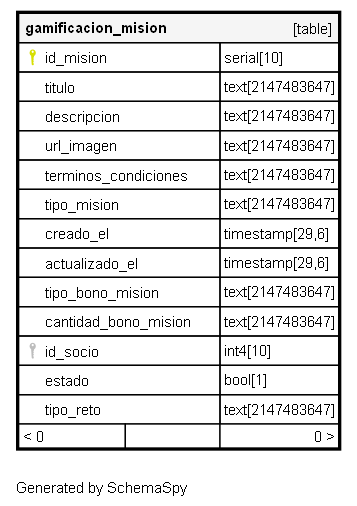 gamificacion_mision [table]
id_mision serial[10]
titulo text[2147483647]
descripcion text[2147483647]
url_imagen text[2147483647]
terminos_condiciones text[2147483647]
tipo_mision text[2147483647]
creado_el timestamp[29,6]
actualizado_el timestamp[29,6]
tipo_bono_mision text[2147483647]
cantidad_bono_mision text[2147483647]
id_socio int4[10]
estado bool[1]
tipo_reto text[2147483647]
< 0 0 >
Generated by SchemaSpy